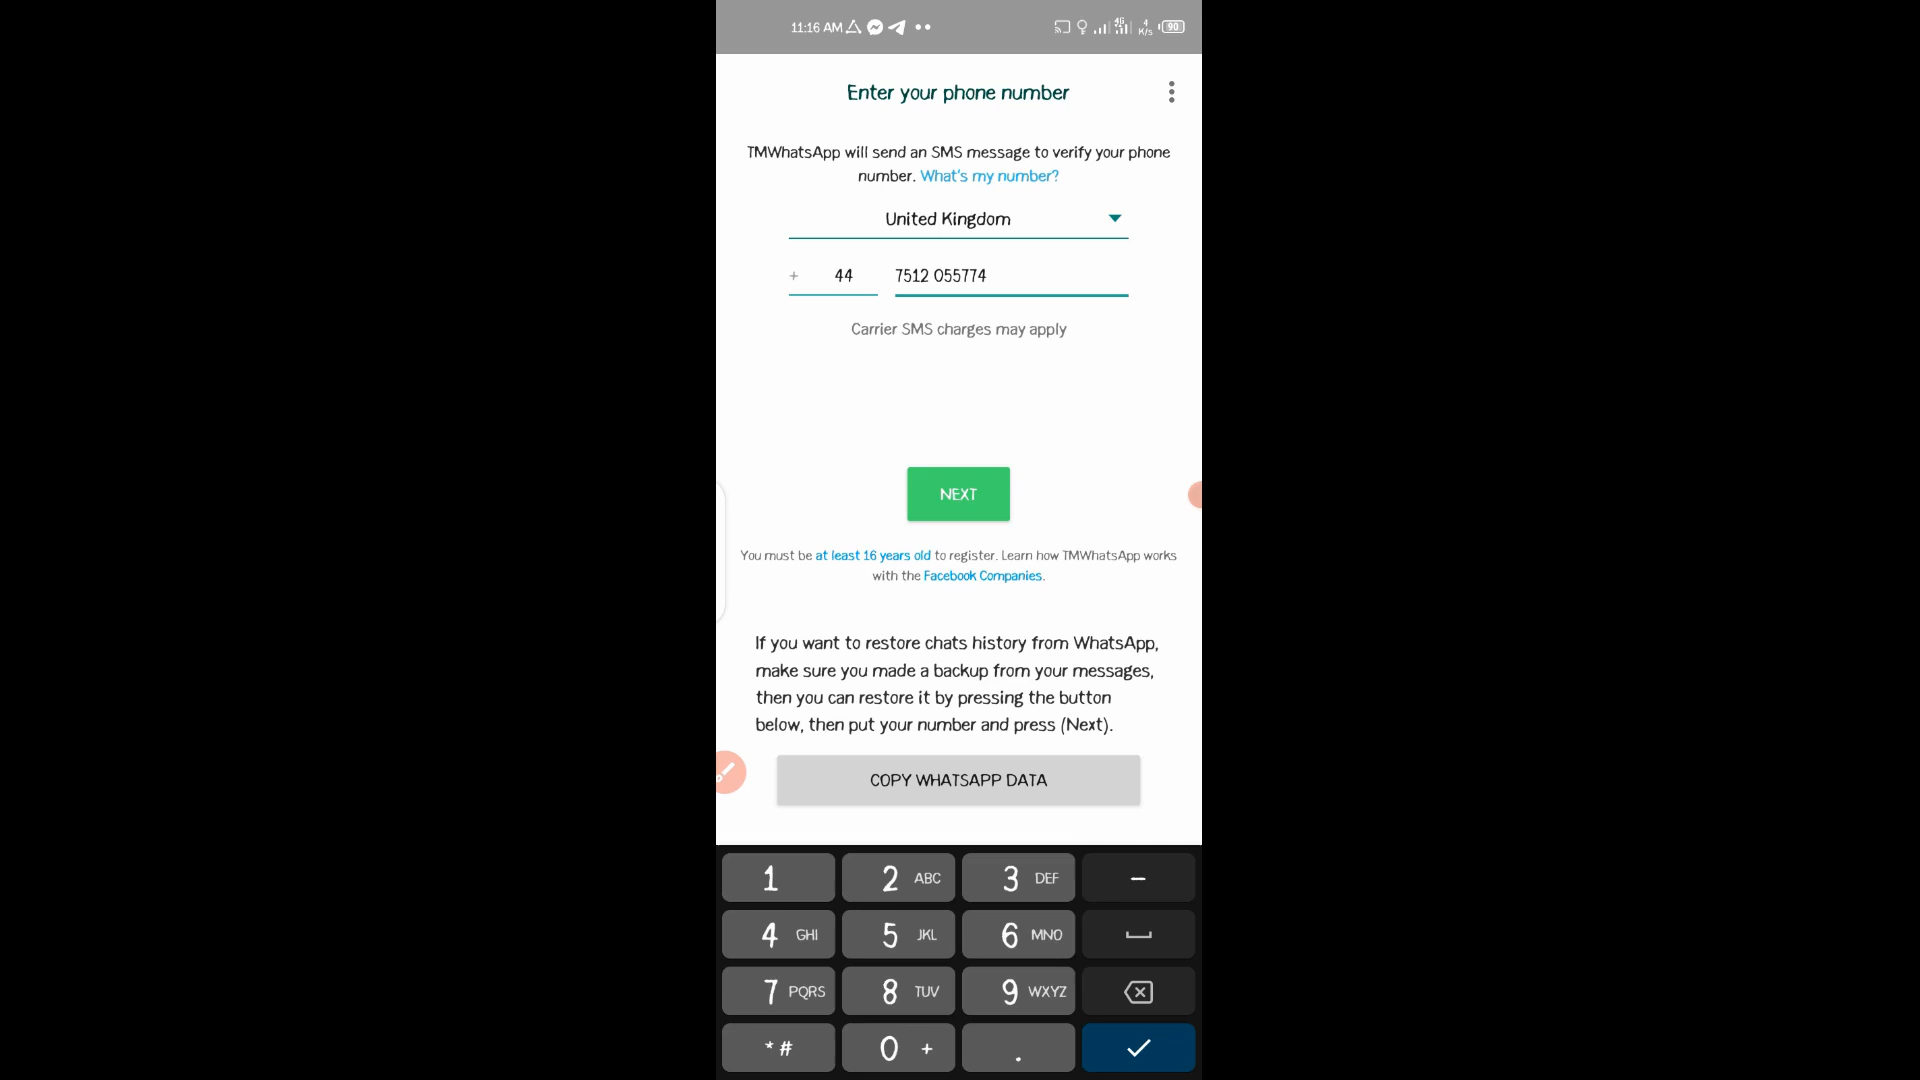 11:16 AM
4G 4 K/s 90
Enter your phone number
TMWhatsApp will send an SMS message to verify your phone
number. What's my number?
United Kingdom
+ 44 7512 055774
Carrier SMS charges may apply
NEXT
You must be at least 16 years old to register. Learn how TMWhatsApp works
with the Facebook Companies.
If you want to restore chats history from WhatsApp,
make sure you made a backup from your messages,
then you can restore it by pressing the button
below, then put your number and press (Next).
COPY WHATSAPP DATA
1 2 ABC 3 DEF -
4 GHI 5 JKL 6 MNO
7 PQRS 8 TUV 9 WXYZ
* # 0 + .